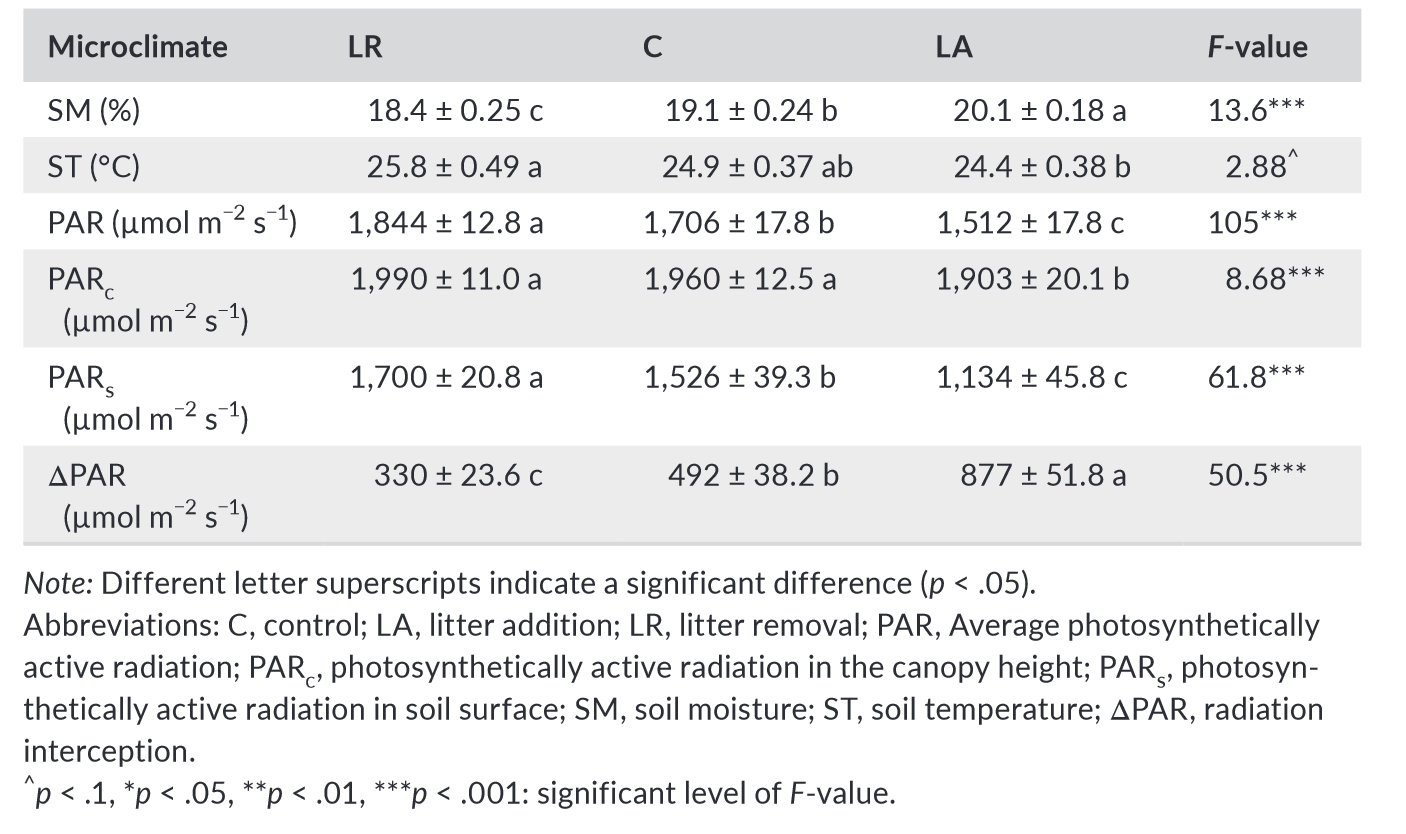 Microclimate LR C LA F-value
SM (%) 18.4 ± 0.25 c 19.1 ± 0.24 b 20.1 ± 0.18 a 13.6***
ST (°C) 25.8 ± 0.49 a 24.9 ± 0.37 ab 24.4 ± 0.38 b 2.88^
PAR (μmol m⁻² s⁻¹) 1,844 ± 12.8 a 1,706 ± 17.8 b 1,512 ± 17.8 c 105***
PARc 1,990 ± 11.0 a 1,960 ± 12.5 a 1,903 ± 20.1 b 8.68***
(μmol m⁻² s⁻¹)
PARs 1,700 ± 20.8 a 1,526 ± 39.3 b 1,134 ± 45.8 c 61.8***
(μmol m⁻² s⁻¹)
ΔPAR 330 ± 23.6 c 492 ± 38.2 b 877 ± 51.8 a 50.5***
(μmol m⁻² s⁻¹)
Note: Different letter superscripts indicate a significant difference (p < .05).
Abbreviations: C, control; LA, litter addition; LR, litter removal; PAR, Average photosynthetically
active radiation; PARc, photosynthetically active radiation in the canopy height; PARs, photosyn-
thetically active radiation in soil surface; SM, soil moisture; ST, soil temperature; ΔPAR, radiation
interception.
^p < .1, *p < .05, **p < .01, ***p < .001: significant level of F-value.